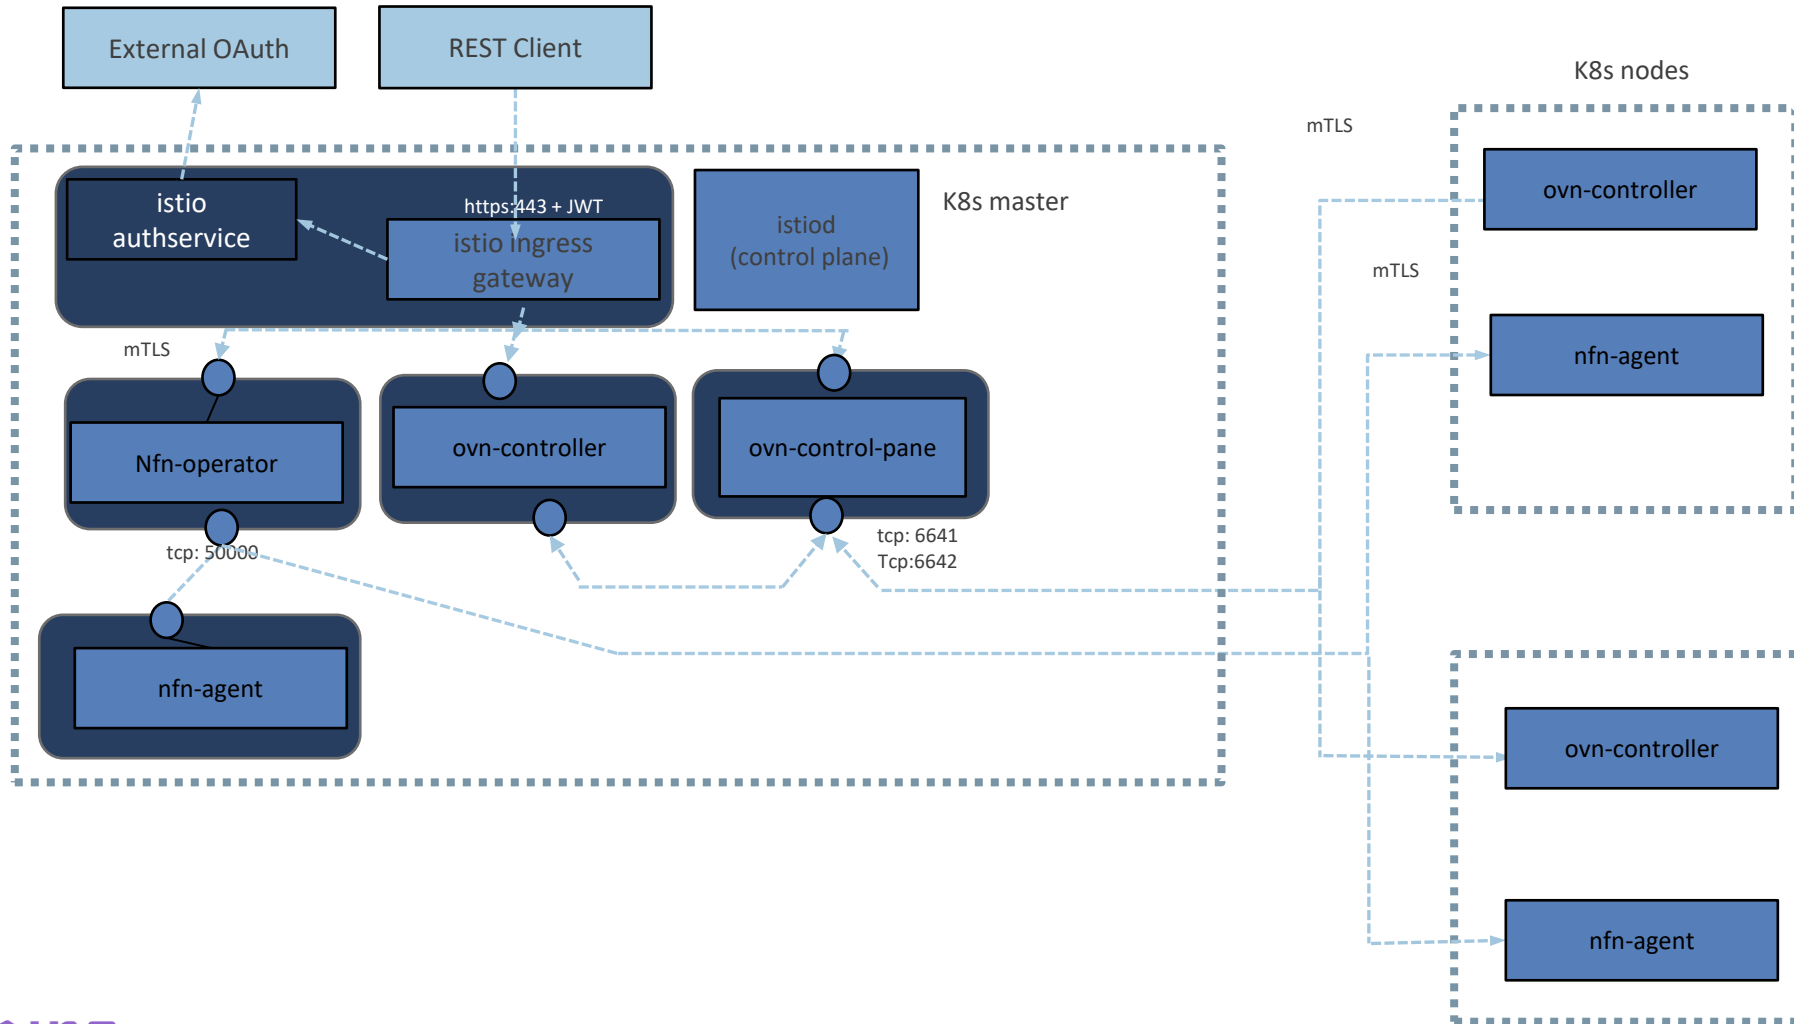 External OAuth
REST Client
K8s nodes
mTLS
istio
authservice
https:443 + JWT
istio ingress
gateway
istiod
(control plane)
K8s master
ovn-controller
mTLS
nfn-agent
mTLS
Nfn-operator
ovn-controller
ovn-control-pane
tcp: 50000
tcp: 6641
Tcp:6642
nfn-agent
ovn-controller
nfn-agent